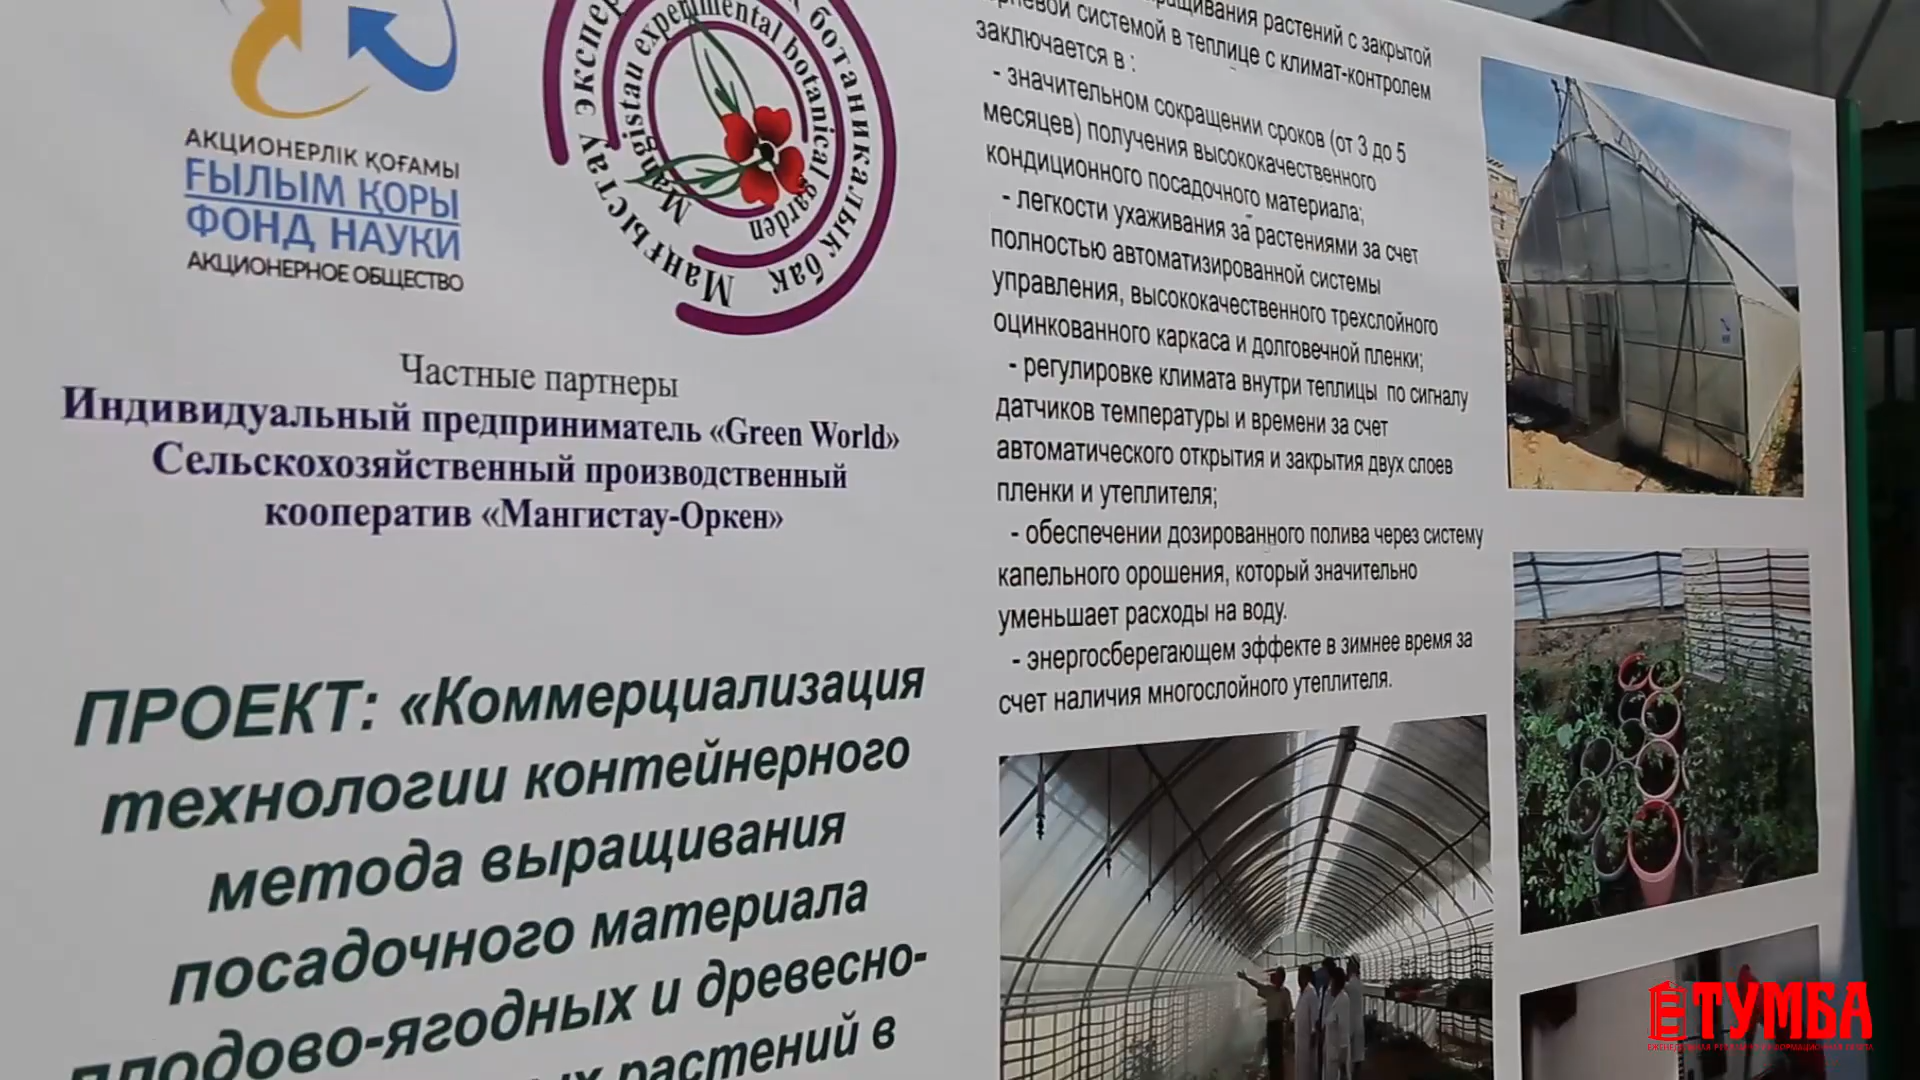 АКЦИОНЕРЛІК ҚОҒАМЫ
ҒЫЛЫМ ҚОРЫ
ФОНД НАУКИ
АКЦИОНЕРНОЕ ОБЩЕСТВО
Маңғыстау
ботаникалық бақ
Mangistau experimental botanical garden
Частные партнеры
Индивидуальный предприниматель «Green World»
Сельскохозяйственный производственный
кооператив «Мангистау-Оркен»
ПРОЕКТ: «Коммерциализация
технологии контейнерного
метода выращивания
посадочного материала
плодово-ягодных и древесно-
растений в
растений с закрытой
системой в теплице с климат-контролем
заключается в :
- значительном сокращении сроков (от 3 до 5
месяцев) получения высококачественного
кондиционного посадочного материала;
- легкости ухаживания за растениями за счет
полностью автоматизированной системы
управления, высококачественного трехслойного
оцинкованного каркаса и долговечной пленки;
- регулировке климата внутри теплицы по сигналу
датчиков температуры и времени за счет
автоматического открытия и закрытия двух слоев
пленки и утеплителя;
- обеспечении дозированного полива через систему
капельного орошения, который значительно
уменьшает расходы на воду.
- энергосберегающем эффекте в зимнее время за
счет наличия многослойного утеплителя.
ТУМБА